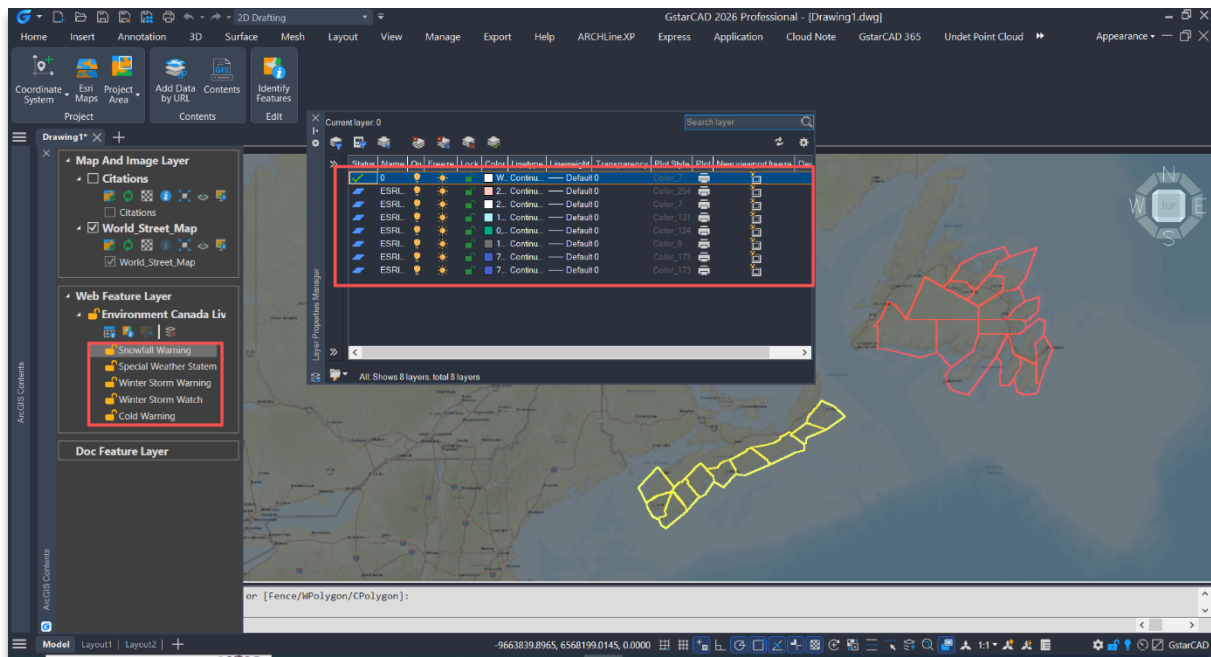 2D Drafting
GstarCAD 2026 Professional - [Drawing1.dwg]
Home Insert Annotation 3D Surface Mesh Layout View Manage Export Help ARCHLine.XP Express Application Cloud Note GstarCAD 365 Undet Point Cloud Appearance
Coordinate System
Esri Maps
Project Area
Add Data by URL
Contents
Identify Features
Project Contents Edit
Drawing1*
Map And Image Layer
Citations
Citations
World_Street_Map
World_Street_Map
Web Feature Layer
Environment Canada Liv
Snowfall Warning
Special Weather Statem
Winter Storm Warning
Winter Storm Watch
Cold Warning
Doc Feature Layer
ArcGIS Contents
ArcGIS Contents
Current layer: 0
Search layer
Status Name On Freeze Lock Color Linetype Lineweight Transparency Plot Style Plot New viewport freeze Des
0 W... Continu... Default 0 Color_7
ESRI... 2... Continu... Default 0 Color_254
ESRI... 2... Continu... Default 0 Color_7
ESRI... 1... Continu... Default 0 Color_131
ESRI... 0... Continu... Default 0 Color_124
ESRI... 1... Continu... Default 0 Color_8
ESRI... 7... Continu... Default 0 Color_173
ESRI... 7... Continu... Default 0 Color_173
Layer Properties Manager
All: Shows 8 layers, total 8 layers
N
W TOP E
S
or [Fence/WPolygon/CPolygon]:
Model Layout1 Layout2
-9663839.8965, 6568199.0145, 0.0000
1:1
GstarCAD